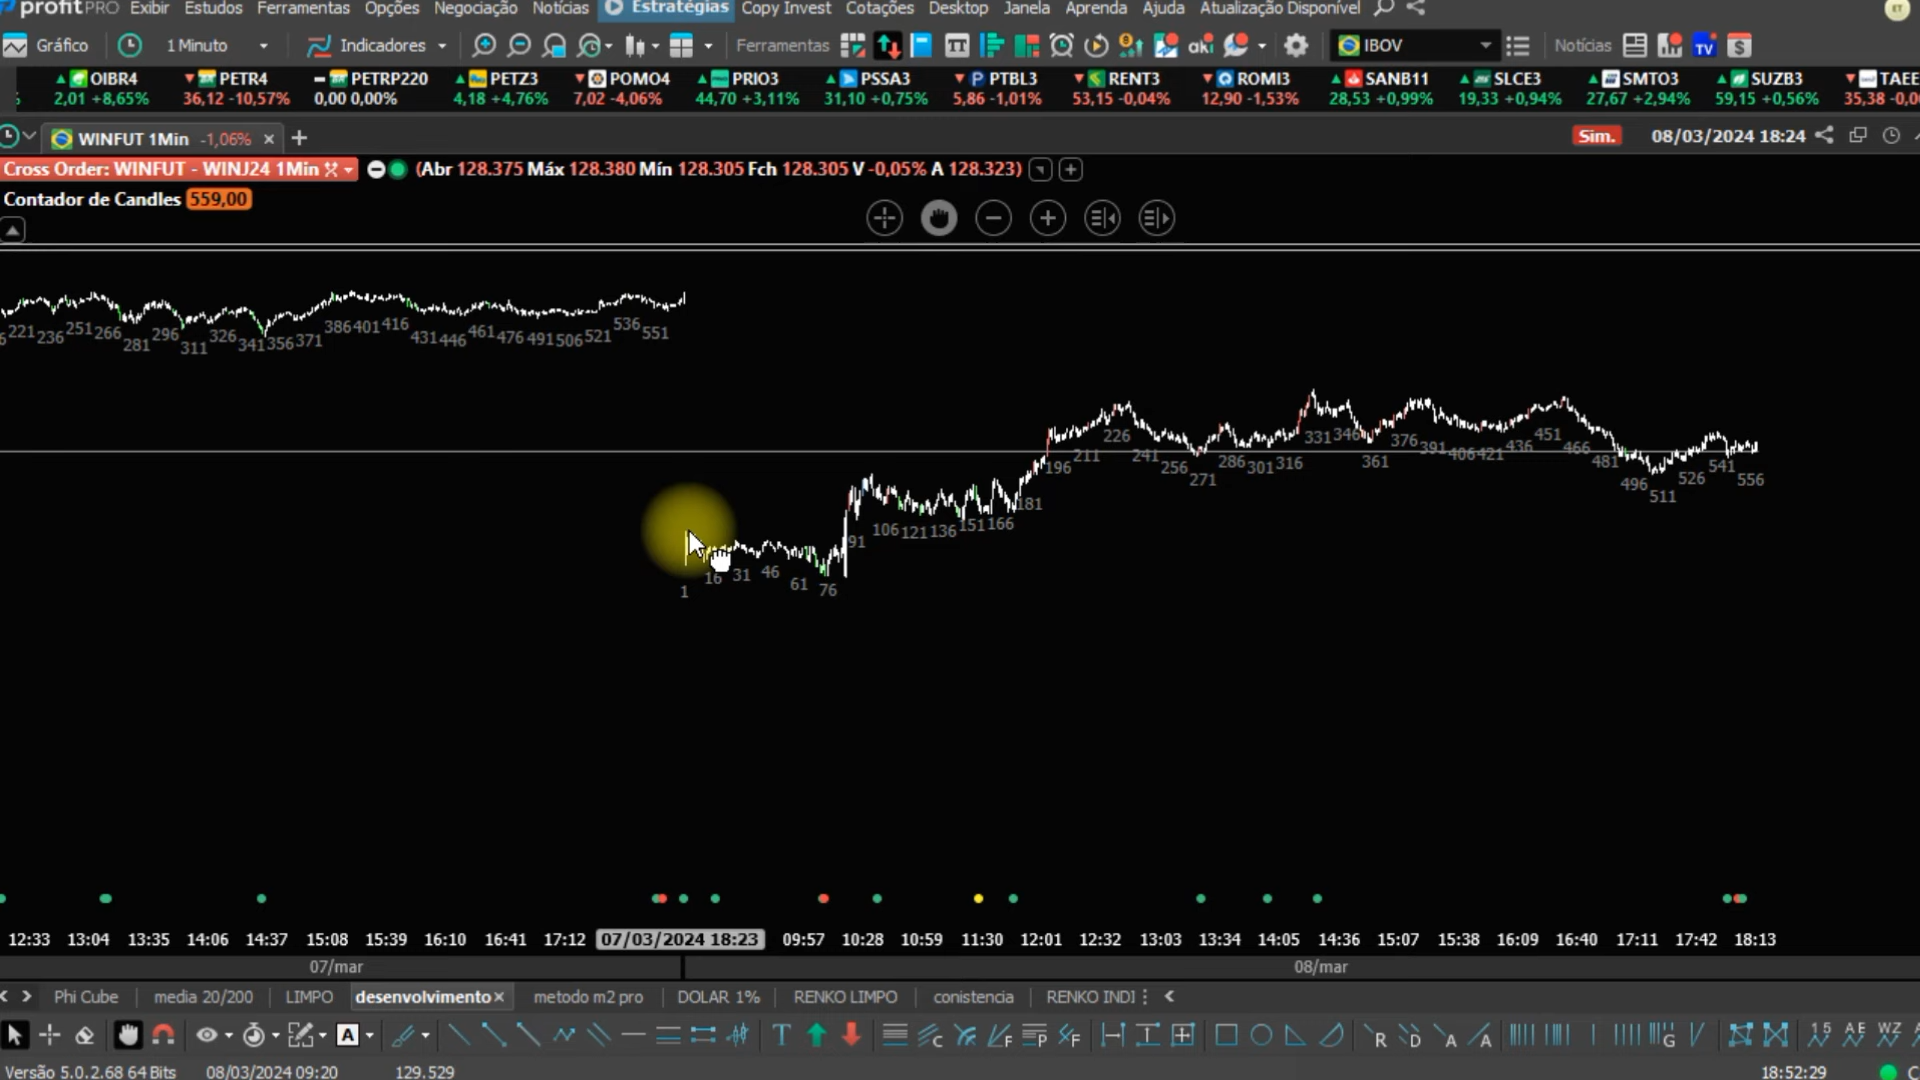 profitPRO Exibir Estudos Ferramentas Opções Negociação Notícias Estratégias Copy Invest Cotações Desktop Janela Aprenda Ajuda Atualização Disponível ET
Gráfico 1 Minuto Indicadores Ferramentas TT aki IBOV Notícias TV $
OIBR4 PETR4 PETRP220 PETZ3 POMO4 PRIO3 PSSA3 PTBL3 RENT3 ROMI3 SANB11 SLCE3 SMTO3 SUZB3 TAEE
2,01 +8,65% 36,12 -10,57% 0,00 0,00% 4,18 +4,76% 7,02 -4,06% 44,70 +3,11% 31,10 +0,75% 5,86 -1,01% 53,15 -0,04% 12,90 -1,53% 28,53 +0,99% 19,33 +0,94% 27,67 +2,94% 59,15 +0,56% 35,38 -0,0
WINFUT 1Min -1,06% × + Sim. 08/03/2024 18:24
Cross Order: WINFUT - WINJ24 1Min (Abr 128.375 Máx 128.380 Mín 128.305 Fch 128.305 V -0,05% A 128.323)
Contador de Candles 559,00
221 236 251 266 281 296 311 326 341 356 371 386 401 416 431 446 461 476 491 506 521 536 551
1 16 31 46 61 76 91 106 121 136 151 166 181 196 211 226 241 256 271 286 301 316 331 346 361 376 391 406 421 436 451 466 481 496 511 526 541 556
12:33 13:04 13:35 14:06 14:37 15:08 15:39 16:10 16:41 17:12 07/03/2024 18:23 09:57 10:28 10:59 11:30 12:01 12:32 13:03 13:34 14:05 14:36 15:07 15:38 16:09 16:40 17:11 17:42 18:13
07/mar 08/mar
Phi Cube media 20/200 LIMPO desenvolvimento × metodo m2 pro DOLAR 1% RENKO LIMPO conistencia RENKO INDI
A T C F P F R D A A G 1 5 AE WZ
Versão 5.0.2.68 64 Bits 08/03/2024 09:20 129.529 18:52:29 C